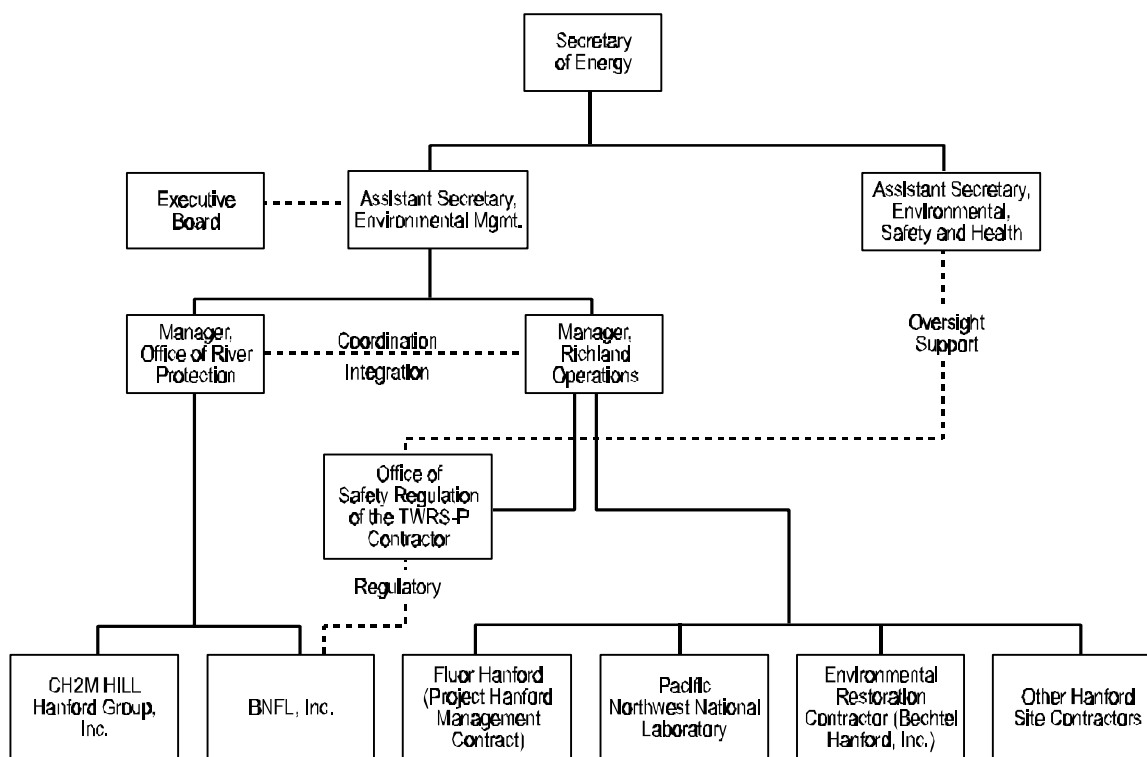 Secretary
of Energy
Executive
Board
Assistant Secretary,
Environmental Mgmt.
Assistant Secretary,
Environmental,
Safety and Health
Manager,
Office of River
Protection
Coordination
Integration
Manager,
Richland
Operations
Oversight
Support
Office of
Safety Regulation
of the TWRS-P
Contractor
Regulatory
CH2M HILL
Hanford Group,
Inc.
BNFL, Inc.
Fluor Hanford
(Project Hanford
Management
Contract)
Pacific
Northwest National
Laboratory
Environmental
Restoration
Contractor (Bechtel
Hanford, Inc.)
Other Hanford
Site Contractors